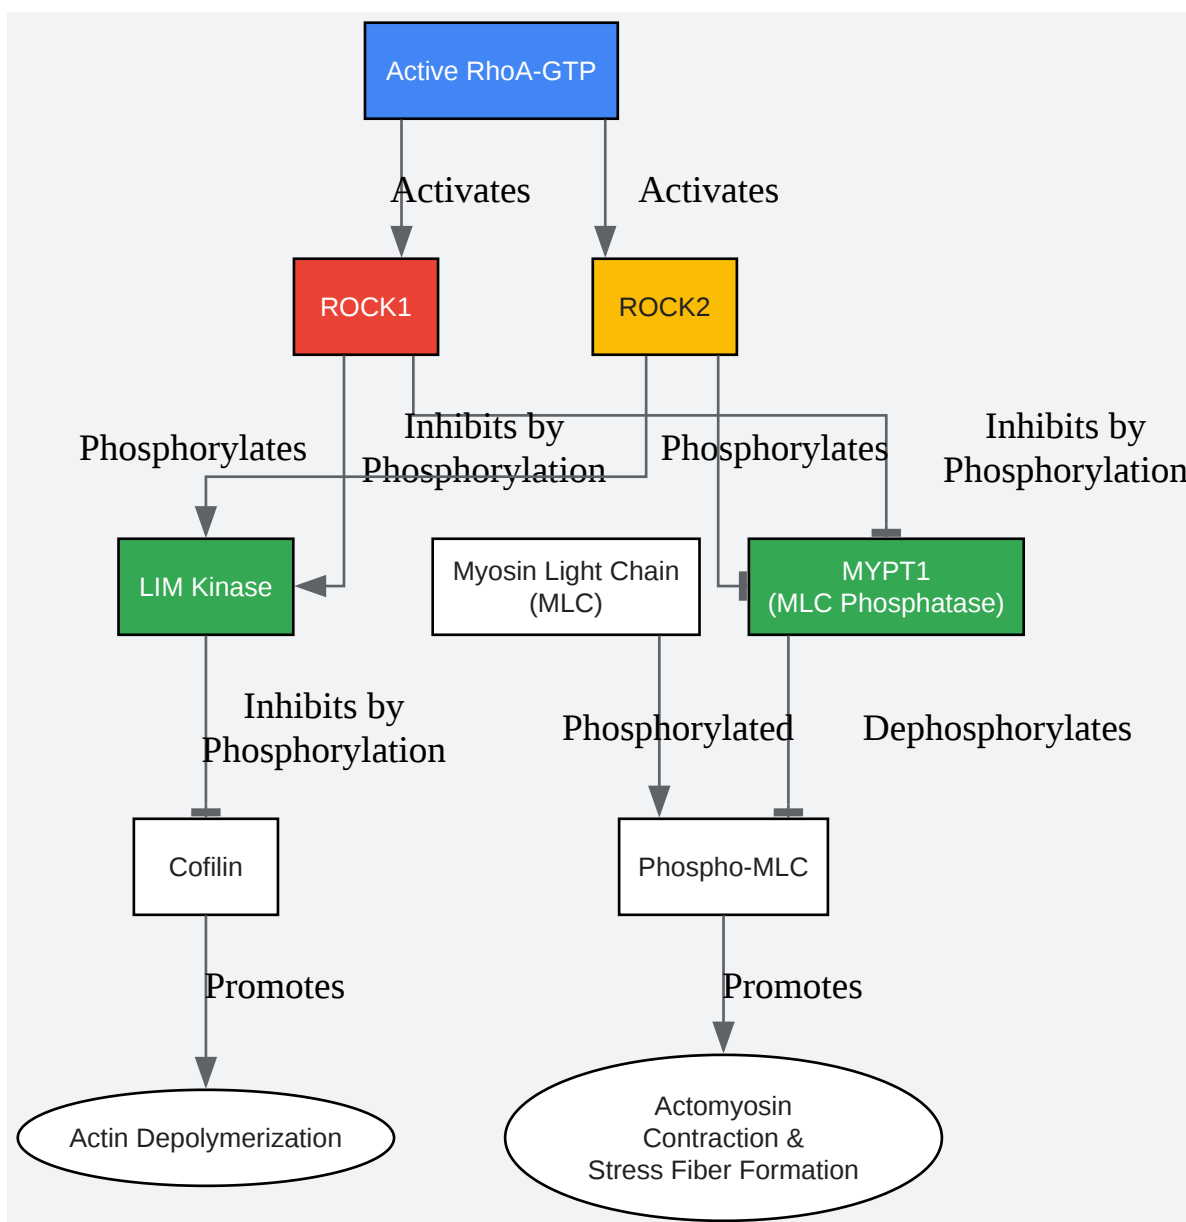 Active RhoA-GTP
Activates
Activates
ROCK1
ROCK2
Phosphorylates
Inhibits by
Phosphorylation
Phosphorylates
Inhibits by
Phosphorylation
LIM Kinase
Myosin Light Chain
(MLC)
MYPT1
(MLC Phosphatase)
Inhibits by
Phosphorylation
Phosphorylated
Dephosphorylates
Cofilin
Phospho-MLC
Promotes
Promotes
Actin Depolymerization
Actomyosin
Contraction &
Stress Fiber Formation